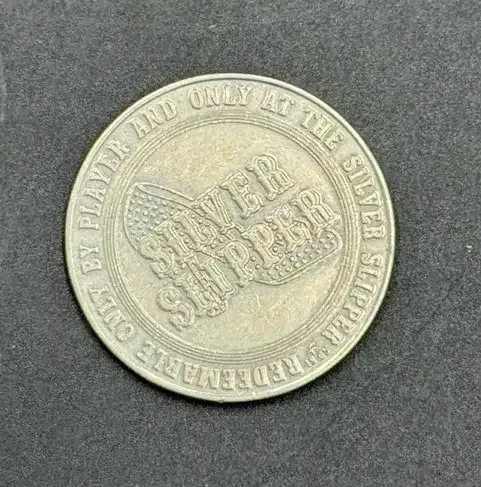 REDEEMABLE ONLY BY PLAYER AND ONLY AT THE SILVER SLIPPER
SILVER
SLIPPER